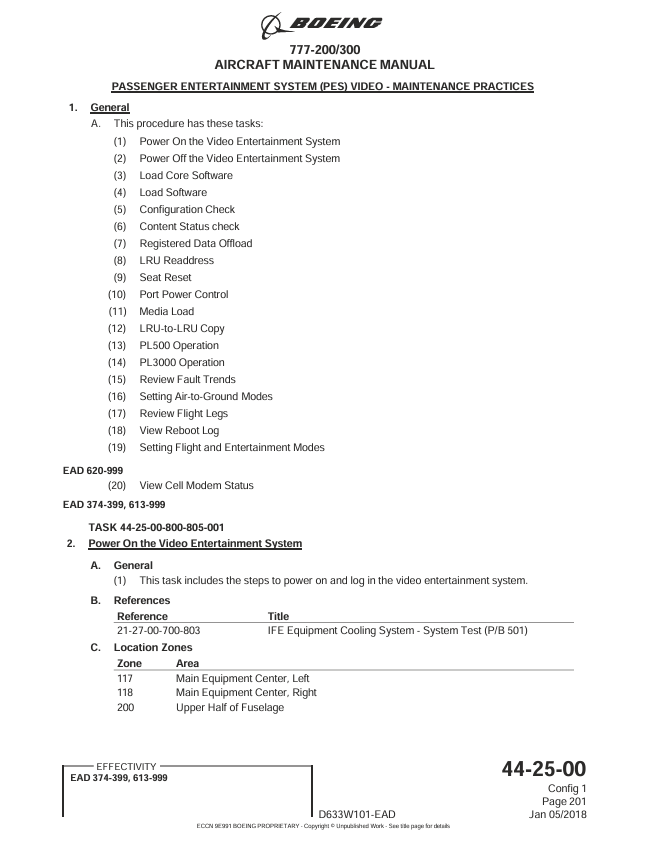 BOEING
777-200/300
AIRCRAFT MAINTENANCE MANUAL
PASSENGER ENTERTAINMENT SYSTEM (PES) VIDEO - MAINTENANCE PRACTICES
1. General
A. This procedure has these tasks:
(1) Power On the Video Entertainment System
(2) Power Off the Video Entertainment System
(3) Load Core Software
(4) Load Software
(5) Configuration Check
(6) Content Status check
(7) Registered Data Offload
(8) LRU Readdress
(9) Seat Reset
(10) Port Power Control
(11) Media Load
(12) LRU-to-LRU Copy
(13) PL500 Operation
(14) PL3000 Operation
(15) Review Fault Trends
(16) Setting Air-to-Ground Modes
(17) Review Flight Legs
(18) View Reboot Log
(19) Setting Flight and Entertainment Modes
EAD 620-999
(20) View Cell Modem Status
EAD 374-399, 613-999
TASK 44-25-00-800-805-001
2. Power On the Video Entertainment System
A. General
(1) This task includes the steps to power on and log in the video entertainment system.
B. References
Reference Title
21-27-00-700-803 IFE Equipment Cooling System - System Test (P/B 501)
C. Location Zones
Zone Area
117 Main Equipment Center, Left
118 Main Equipment Center, Right
200 Upper Half of Fuselage
EFFECTIVITY
EAD 374-399, 613-999
44-25-00
Config 1
Page 201
D633W101-EAD Jan 05/2018
ECCN 9E991 BOEING PROPRIETARY - Copyright © Unpublished Work - See title page for details